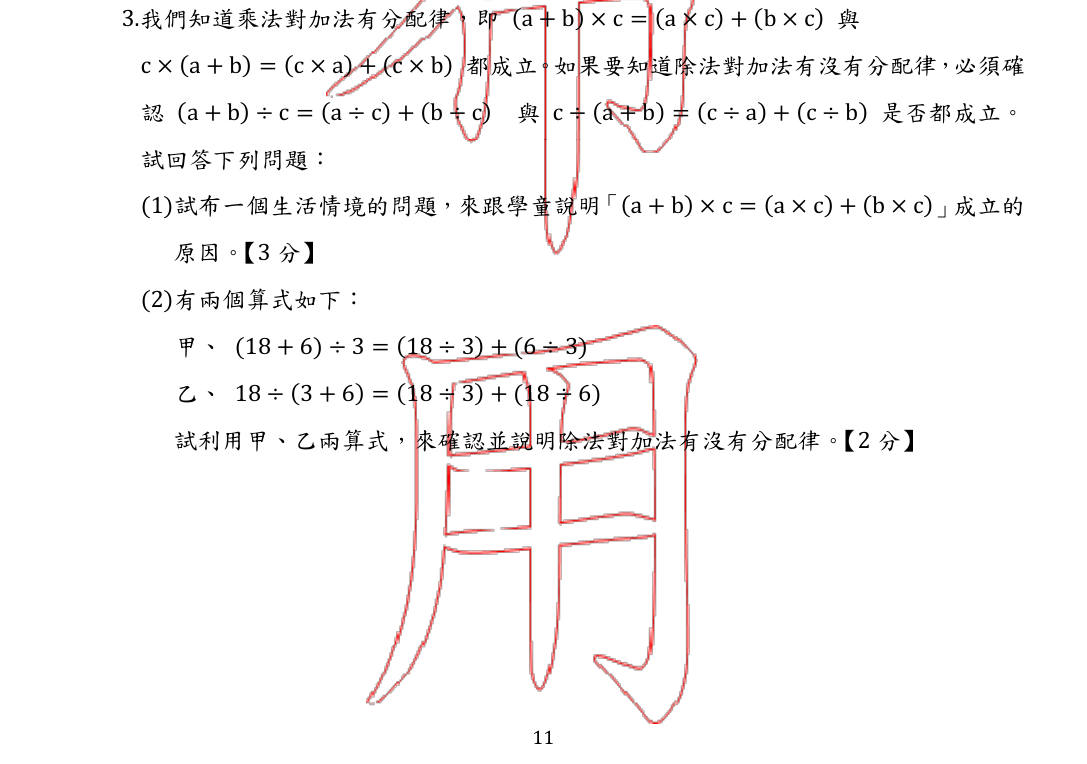 3.我們知道乘法對加法有分配律，即 (a + b) × c = (a × c) + (b × c) 與
c × (a + b) = (c × a) + (c × b) 都成立。如果要知道除法對加法有沒有分配律，必須確
認 (a + b) ÷ c = (a ÷ c) + (b ÷ c) 與 c ÷ (a + b) = (c ÷ a) + (c ÷ b) 是否都成立。
試回答下列問題：
(1)試布一個生活情境的問題，來跟學童說明「(a + b) × c = (a × c) + (b × c)」成立的
原因。【3 分】
(2)有兩個算式如下：
甲、 (18 + 6) ÷ 3 = (18 ÷ 3) + (6 ÷ 3)
乙、 18 ÷ (3 + 6) = (18 ÷ 3) + (18 ÷ 6)
試利用甲、乙兩算式，來確認並說明除法對加法有沒有分配律。【2 分】
用
11